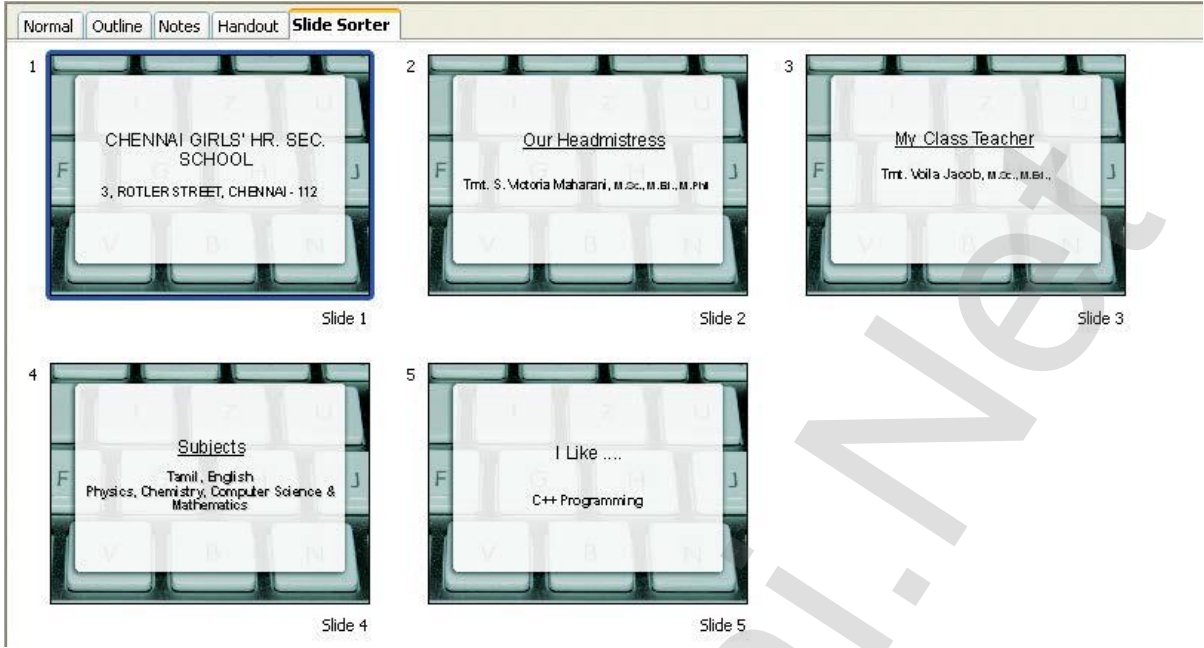 Normal Outline Notes Handout Slide Sorter
1
CHENNAI GIRLS' HR. SEC.
SCHOOL
3, ROTLER STREET, CHENNAI - 112
Slide 1
2
Our Headmistress
Tmt. S. Victoria Maharani, M.Sc., M.Ed., M.Phil
Slide 2
3
My Class Teacher
Tmt. Voila Jacob, M.Sc., M.Ed.,
Slide 3
4
Subjects
Tamil, English
Physics, Chemistry, Computer Science &
Mathematics
Slide 4
5
I Like ....
C++ Programming
Slide 5